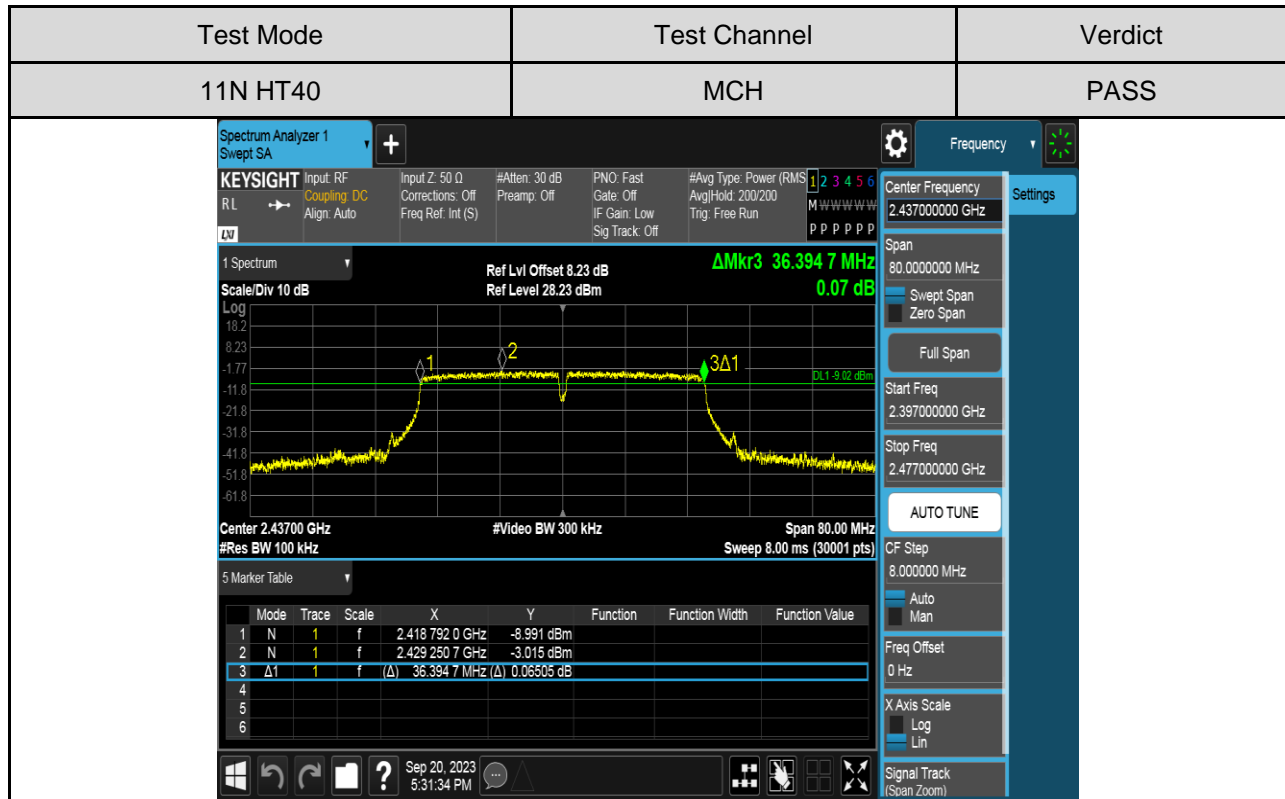 Test Mode Test Channel Verdict
11N HT40 MCH PASS
Spectrum Analyzer 1
Swept SA
+
Frequency
KEYSIGHT
RL
LXI
Input: RF
Coupling: DC
Align: Auto
Input Z: 50 Ω
Corrections: Off
Freq Ref: Int (S)
#Atten: 30 dB
Preamp: Off
PNO: Fast
Gate: Off
IF Gain: Low
Sig Track: Off
#Avg Type: Power (RMS
Avg|Hold: 200/200
Trig: Free Run
1 2 3 4 5 6
M W W W W W
P P P P P P
1 Spectrum
Scale/Div 10 dB
Ref Lvl Offset 8.23 dB
Ref Level 28.23 dBm
ΔMkr3 36.394 7 MHz
0.07 dB
Log
18.2
8.23
-1.77
-11.8
-21.8
-31.8
-41.8
-51.8
-61.8
1
2
3Δ1
DL1 -9.02 dBm
Center 2.43700 GHz #Video BW 300 kHz Span 80.00 MHz
#Res BW 100 kHz Sweep 8.00 ms (30001 pts)
5 Marker Table
Mode Trace Scale X Y Function Function Width Function Value
1 N 1 f 2.418 792 0 GHz -8.991 dBm
2 N 1 f 2.429 250 7 GHz -3.015 dBm
3 Δ1 1 f (Δ) 36.394 7 MHz (Δ) 0.06505 dB
4
5
6
?
Sep 20, 2023
5:31:34 PM
Center Frequency
2.437000000 GHz
Settings
Span
80.0000000 MHz
Swept Span
Zero Span
Full Span
Start Freq
2.397000000 GHz
Stop Freq
2.477000000 GHz
AUTO TUNE
CF Step
8.000000 MHz
Auto
Man
Freq Offset
0 Hz
X Axis Scale
Log
Lin
Signal Track
(Span Zoom)